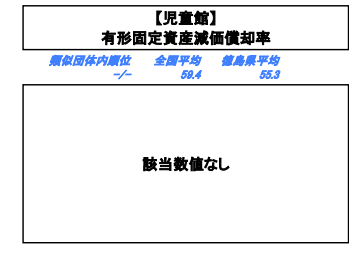 【児童館】
有形固定資産減価償却率
類似団体内順位 全国平均 徳島県平均
-/- 59.4 55.3
該当数値なし